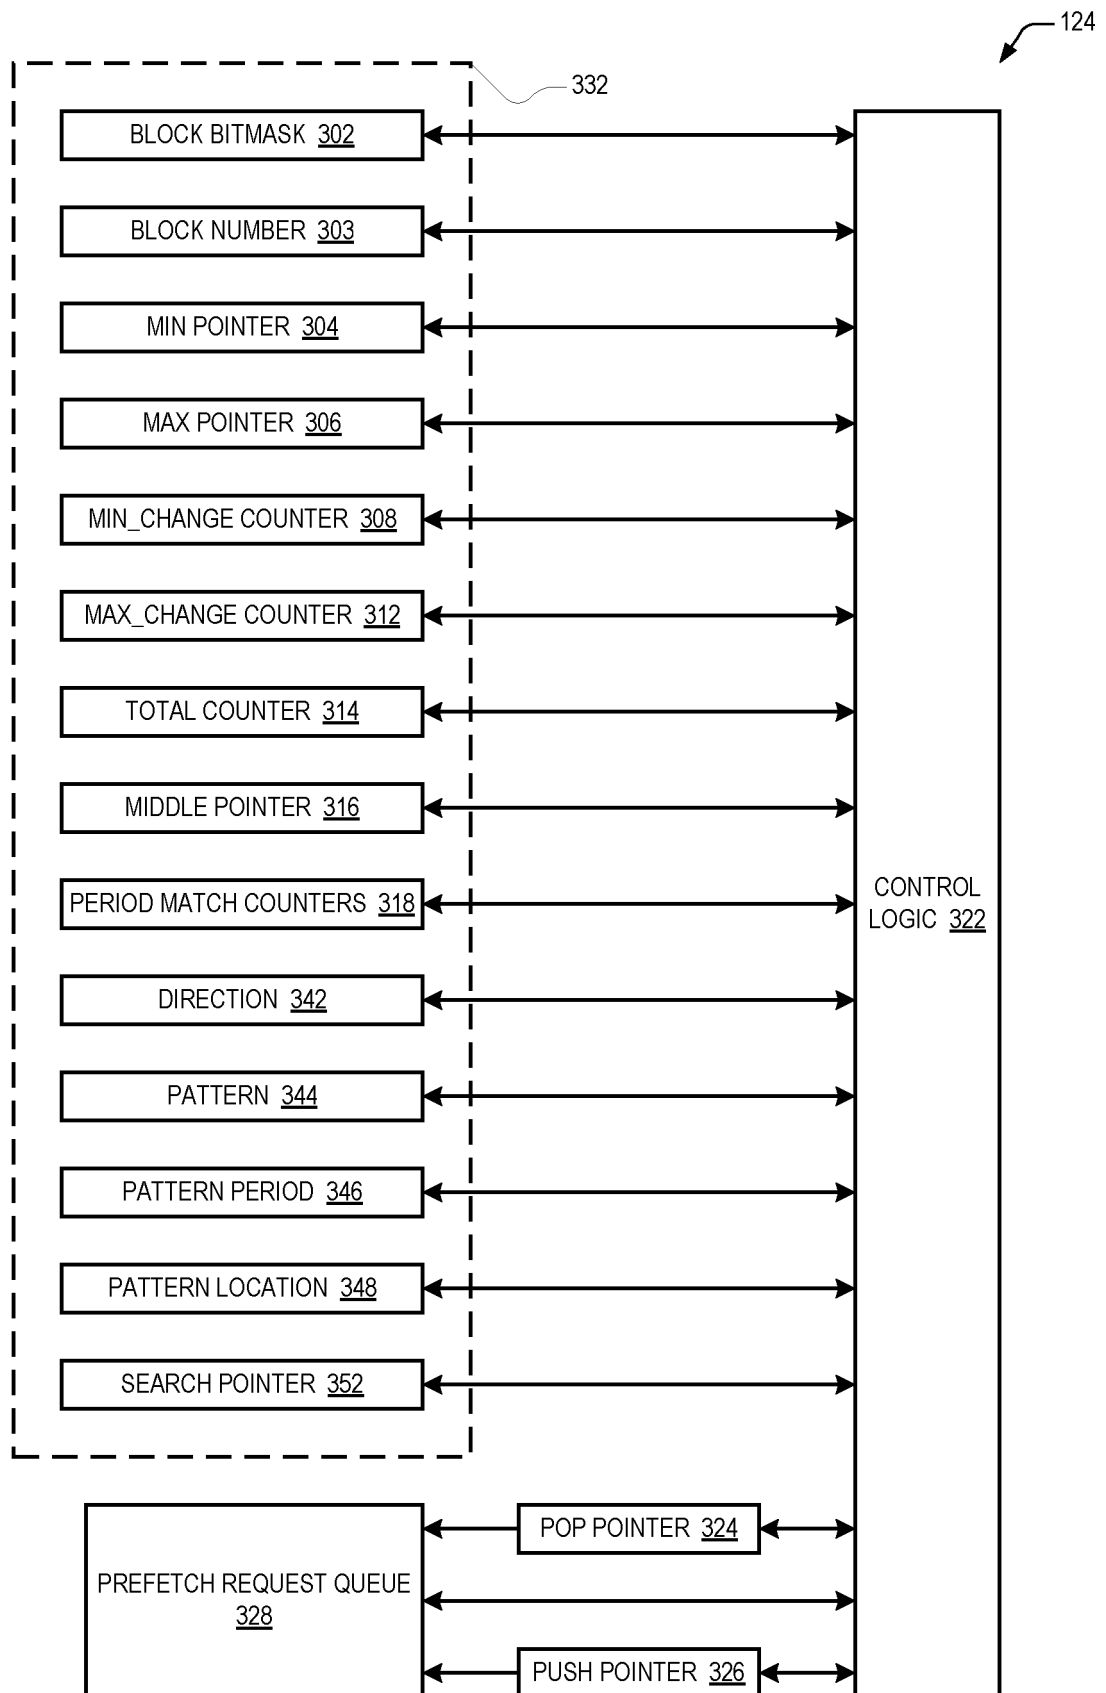 124
332
BLOCK BITMASK 302
BLOCK NUMBER 303
MIN POINTER 304
MAX POINTER 306
MIN_CHANGE COUNTER 308
MAX_CHANGE COUNTER 312
TOTAL COUNTER 314
MIDDLE POINTER 316
PERIOD MATCH COUNTERS 318
CONTROL
LOGIC 322
DIRECTION 342
PATTERN 344
PATTERN PERIOD 346
PATTERN LOCATION 348
SEARCH POINTER 352
POP POINTER 324
PREFETCH REQUEST QUEUE
328
PUSH POINTER 326